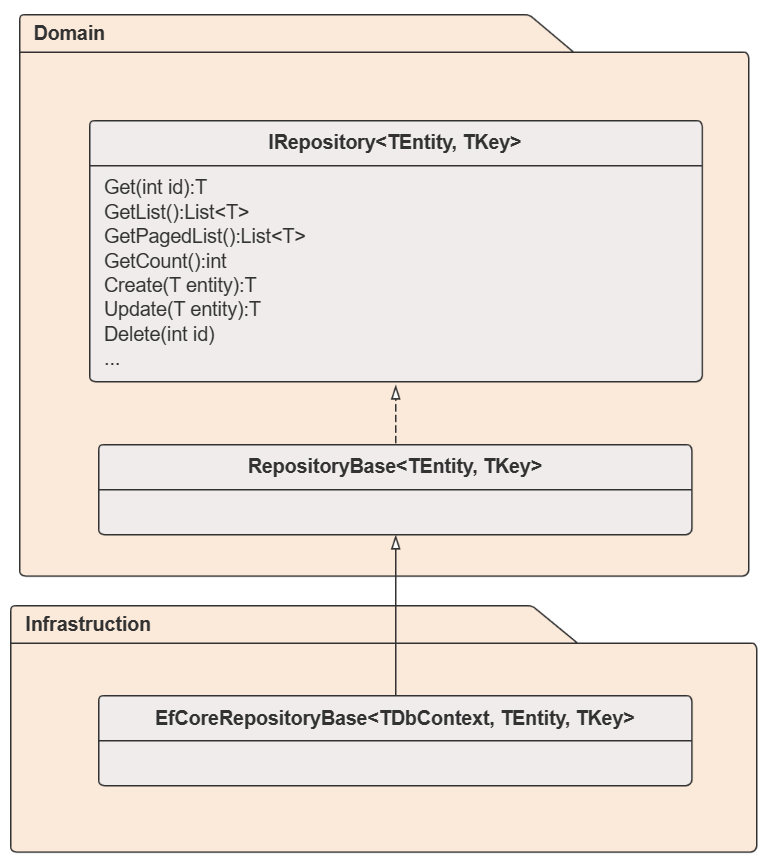 Domain
IRepository<TEntity, TKey>
Get(int id):T
GetList():List<T>
GetPagedList():List<T>
GetCount():int
Create(T entity):T
Update(T entity):T
Delete(int id)
...
RepositoryBase<TEntity, TKey>
Infrastruction
EfCoreRepositoryBase<TDbContext, TEntity, TKey>